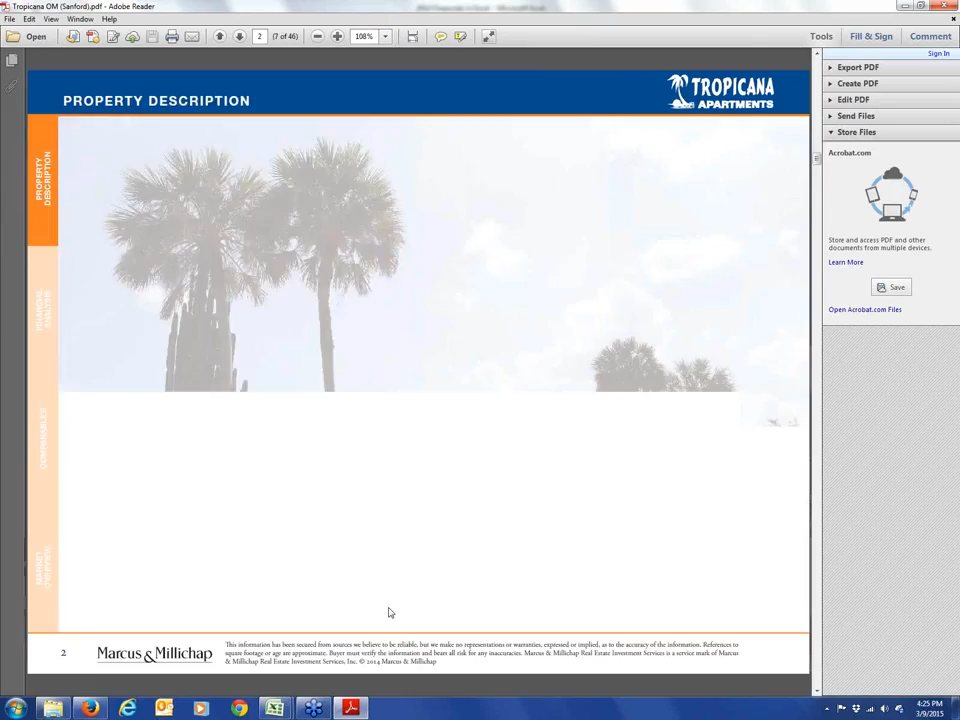 Tropicana OM (Sanford).pdf - Adobe Reader
File Edit View Window Help
Open
2
(7 of 46)
108%
Tools
Fill & Sign
Comment
Sign In
Export PDF
Create PDF
Edit PDF
Send Files
Store Files
Acrobat.com
Store and access PDF and other
documents from multiple devices.
Learn More
Save
Open Acrobat.com Files
PROPERTY DESCRIPTION
TROPICANA
APARTMENTS
PROPERTY
DESCRIPTION
FINANCIAL
ANALYSIS
COMPARABLES
MARKET
OVERVIEW
2
Marcus & Millichap
This information has been secured from sources we believe to be reliable, but we make no representations or warranties, expressed or implied, as to the accuracy of the information. References to
square footage or age are approximate. Buyer must verify the information and bears all risk for any inaccuracies. Marcus & Millichap Real Estate Investment Services is a service mark of Marcus
& Millichap Real Estate Investment Services, Inc. © 2014 Marcus & Millichap
4:25 PM
3/9/2015